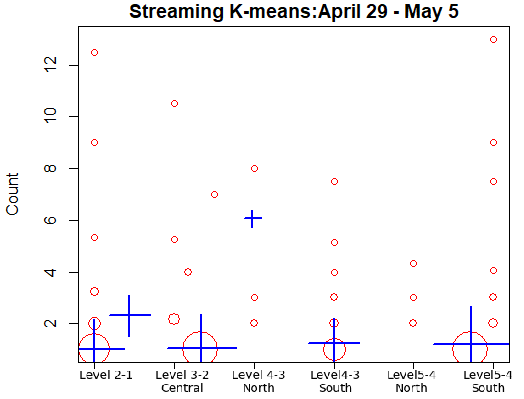 Streaming K-means:April 29 - May 5
Count
12
10
8
6
4
2
Level 2-1
Level 3-2
Central
Level 4-3
North
Level4-3
South
Level5-4
North
Level5-4
South